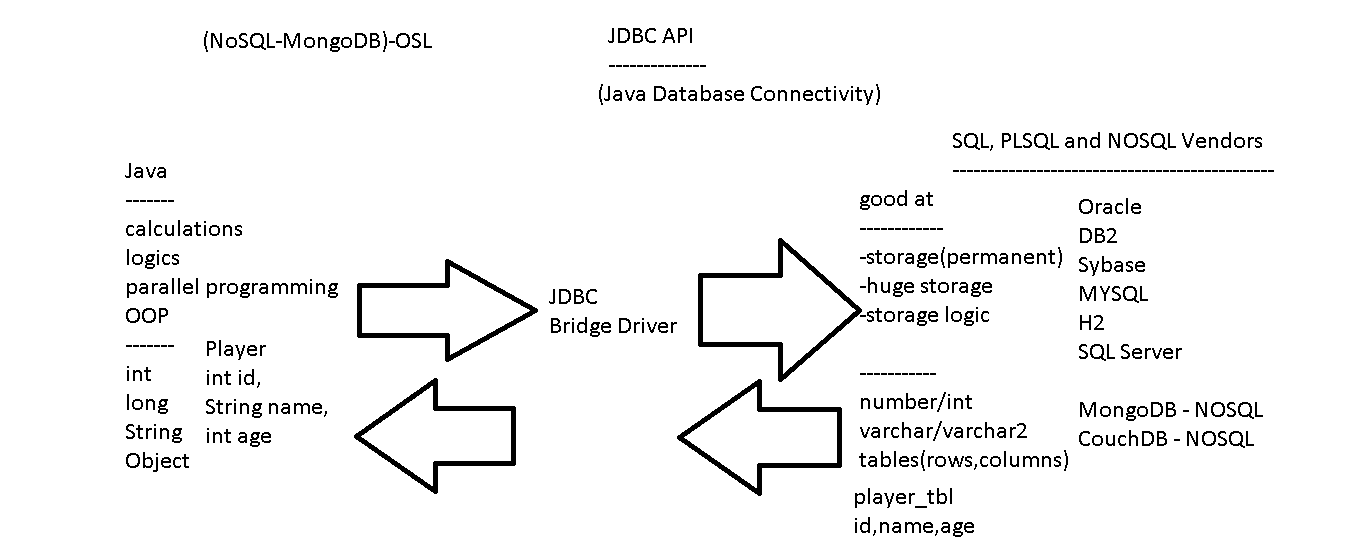 (NoSQL-MongoDB)-OSL
JDBC API
--------------
(Java Database Connectivity)
SQL, PLSQL and NOSQL Vendors
----------------------------------------------
Java
-------
calculations
logics
parallel programming
OOP
-------
int
long
String
Object
Player
int id,
String name,
int age
JDBC
Bridge Driver
good at
------------
-storage(permanent)
-huge storage
-storage logic
-----------
number/int
varchar/varchar2
tables(rows,columns)
player_tbl
id,name,age
Oracle
DB2
Sybase
MYSQL
H2
SQL Server
MongoDB - NOSQL
CouchDB - NOSQL